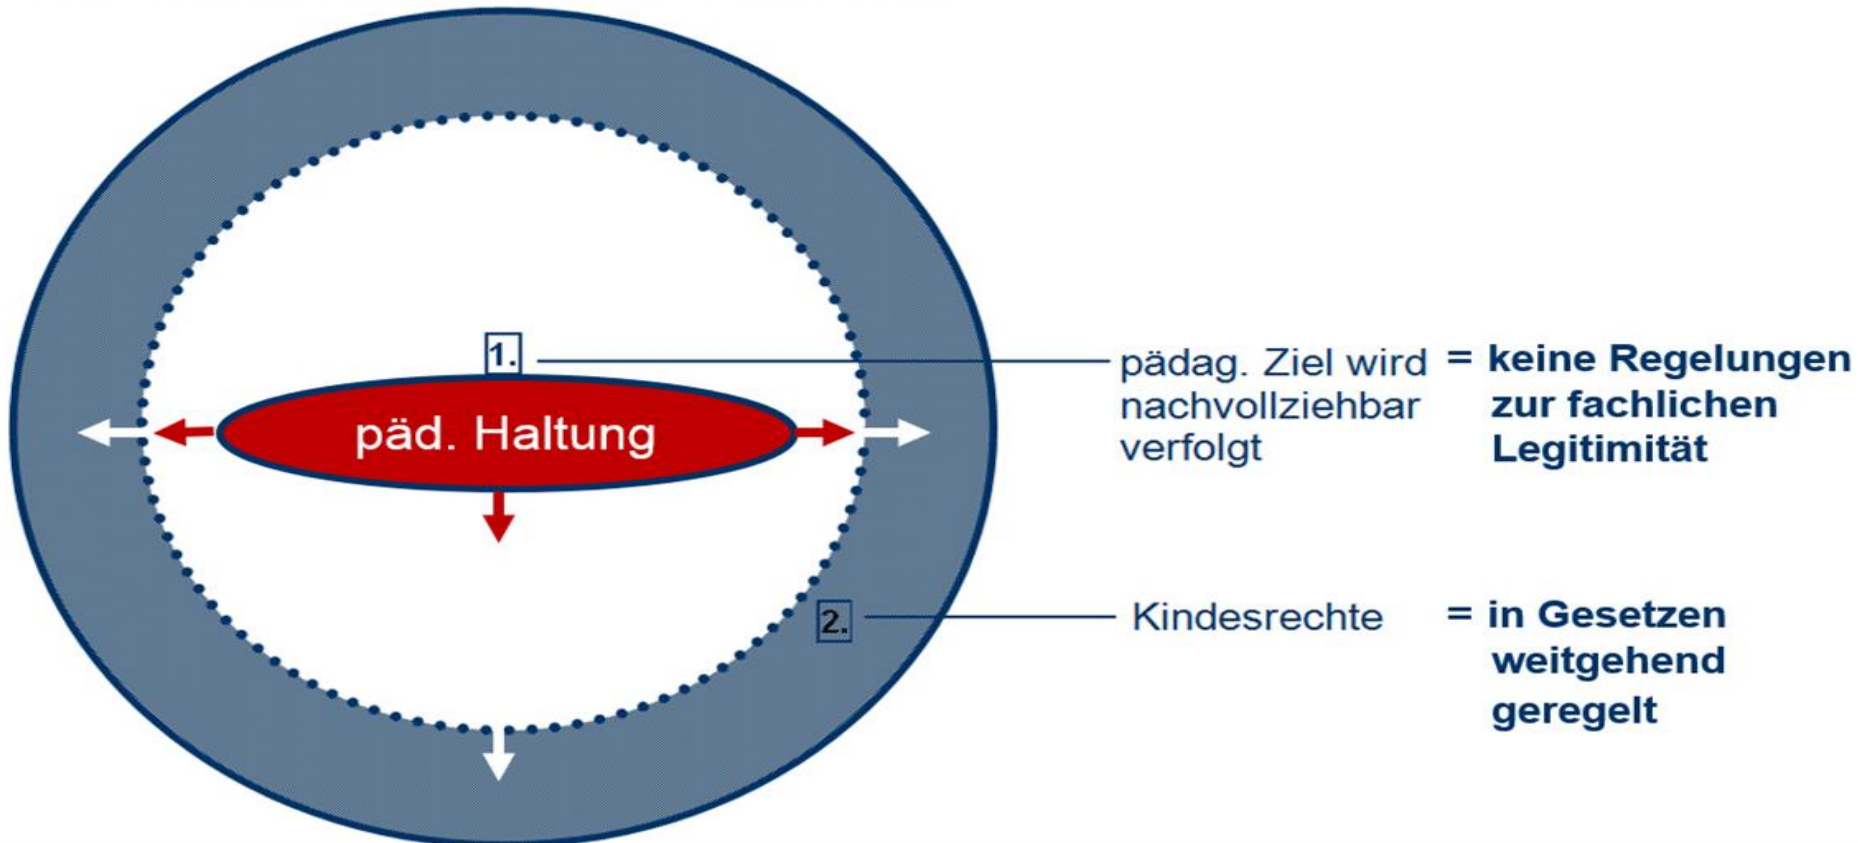 1.
päd. Haltung
pädag. Ziel wird
nachvollziehbar
verfolgt
= keine Regelungen
zur fachlichen
Legitimität
2.
Kindesrechte
= in Gesetzen
weitgehend
geregelt